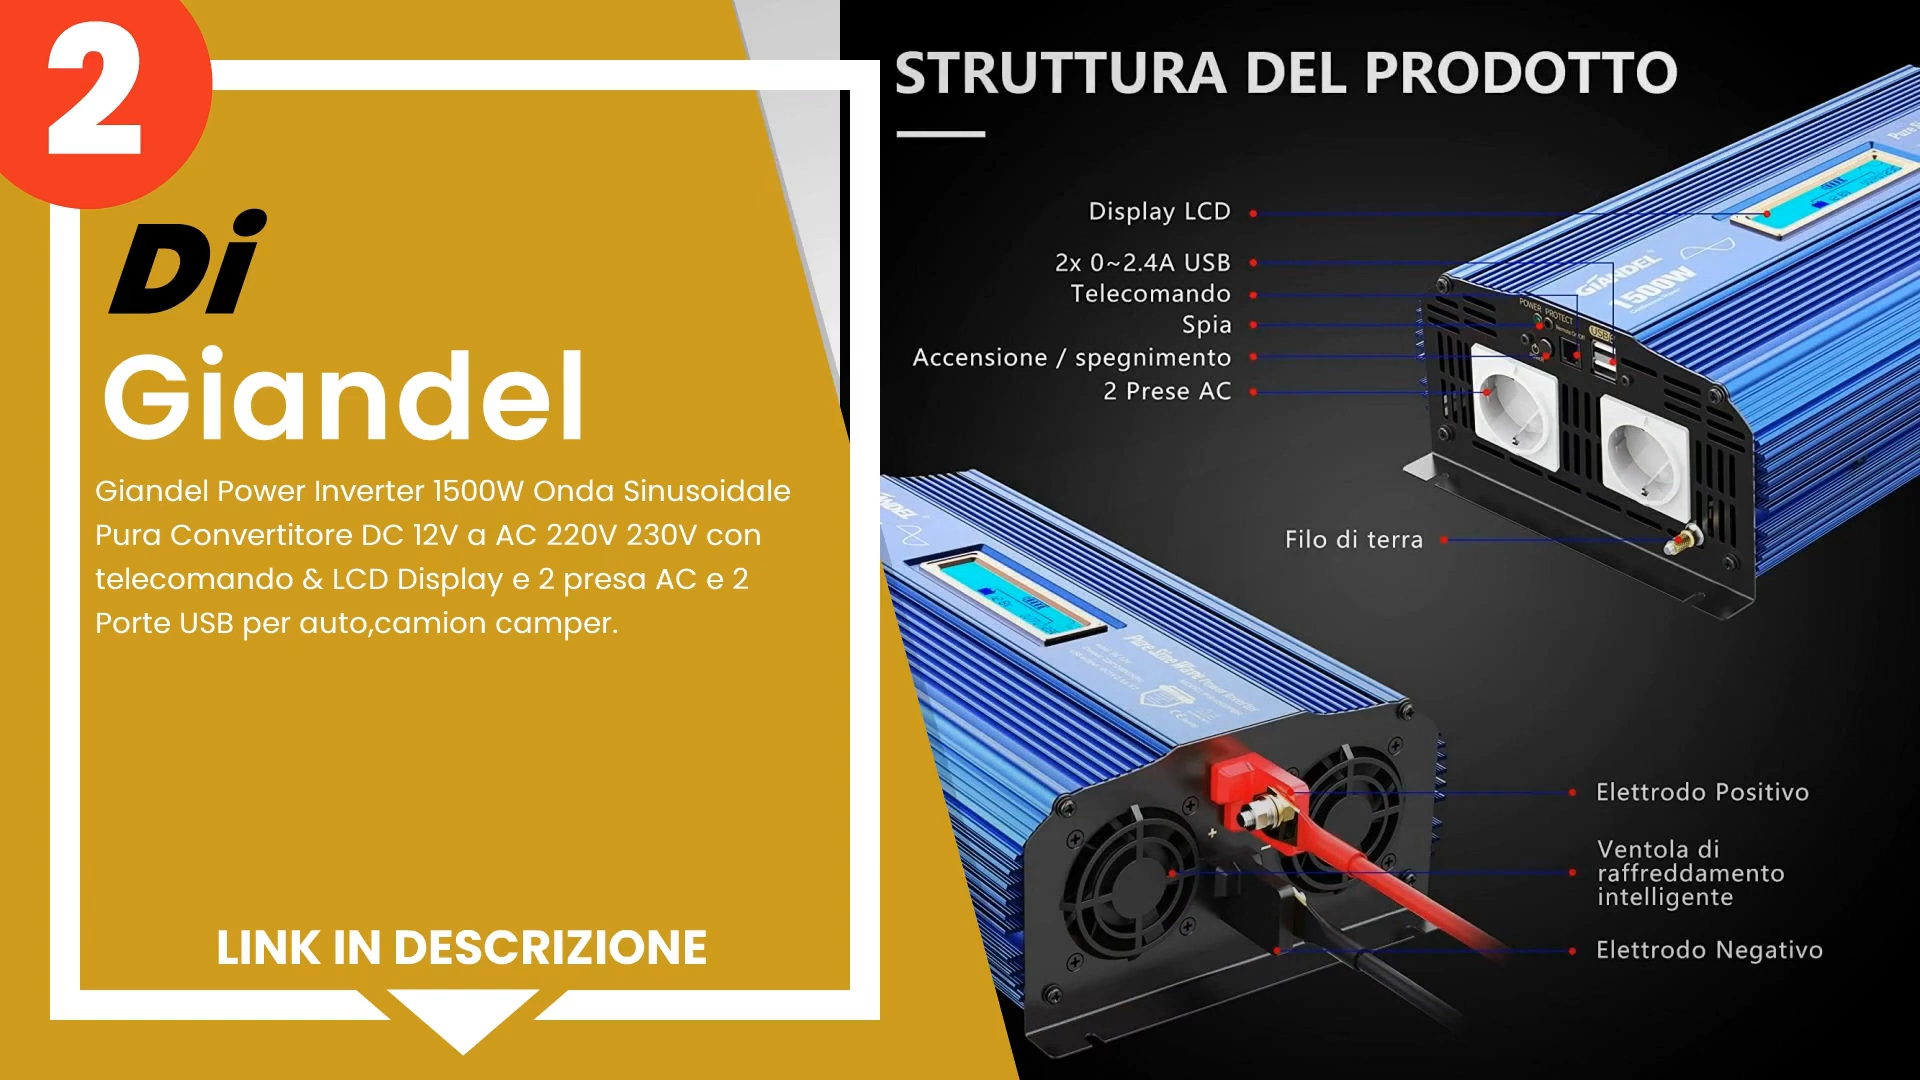 2
Di
Giandel
Giandel Power Inverter 1500W Onda Sinusoidale
Pura Convertitore DC 12V a AC 220V 230V con
telecomando & LCD Display e 2 presa AC e 2
Porte USB per auto,camion camper.
LINK IN DESCRIZIONE
STRUTTURA DEL PRODOTTO
Display LCD
2x 0~2.4A USB
Telecomando
Spia
Accensione / spegnimento
2 Prese AC
Filo di terra
GIANDEL
1500W
POWER PROTECT
USB
Pure Sine Wave Power Inverter
Elettrodo Positivo
Ventola di
raffreddamento
intelligente
Elettrodo Negativo